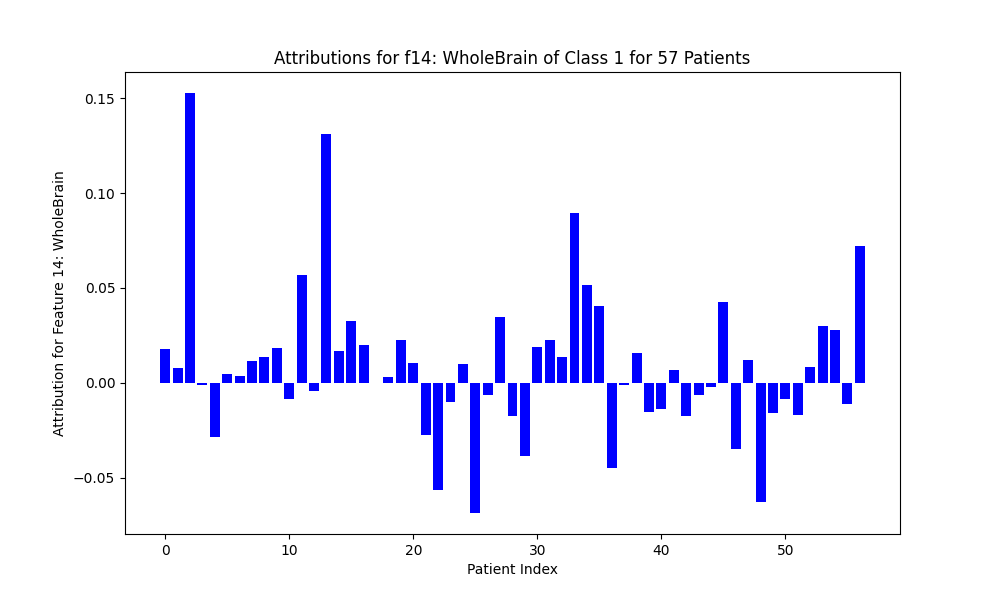 Attributions for f14: WholeBrain of Class 1 for 57 Patients
Attribution for Feature 14: WholeBrain
0.15
0.10
0.05
0.00
−0.05
0 10 20 30 40 50
Patient Index